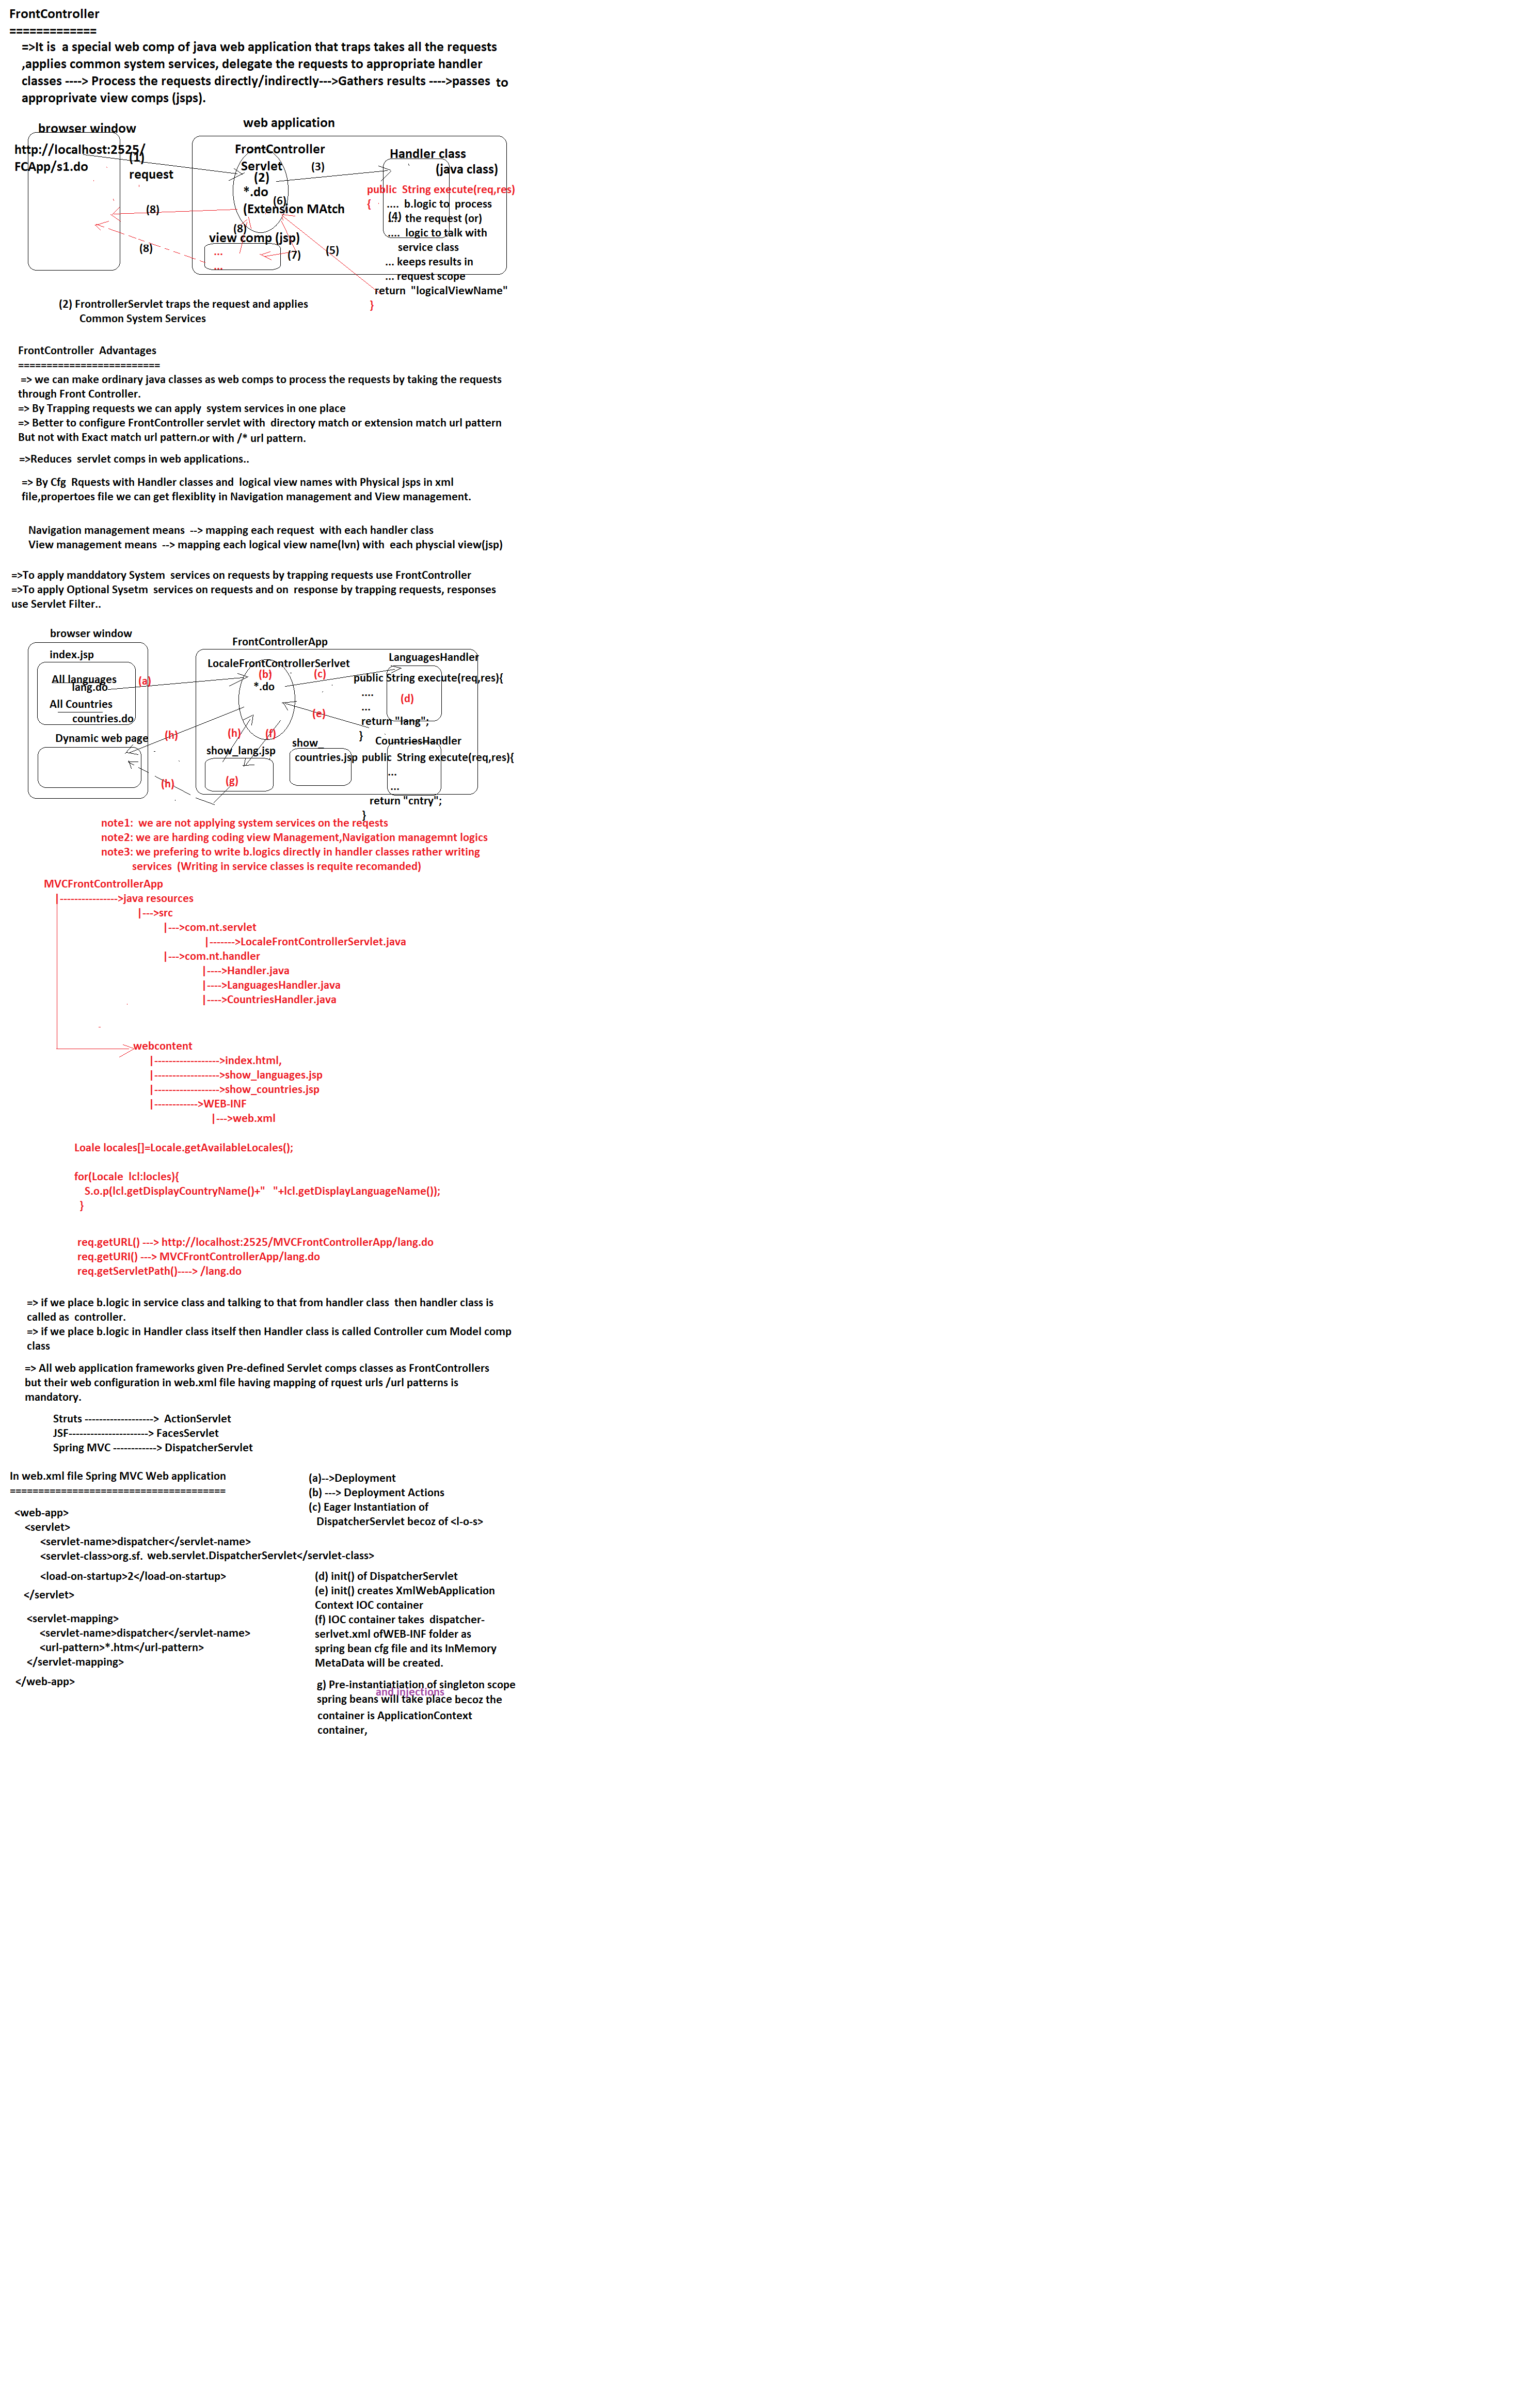 FrontController
=============
=>It is  a special web comp of java web application that traps takes all the requests
,applies common system services, delegate the requests to appropriate handler
classes ----> Process the requests directly/indirectly--->Gathers results ---->passes  to
approprivate view comps (jsps).
browser window
web application
http://localhost:2525/
FCApp/s1.do
(1)
request
FrontController
Servlet
(2)
*.do
(Extension MAtch
(3)
Handler class
(java class)
public  String execute(req,res)
{
....  b.logic to  process
(4)
....  the request (or)
....  logic to talk with
service class
... keeps results in
... request scope
return  "logicalViewName"
}
(6)
(8)
(8)
view comp (jsp)
...
...
(7)
(5)
(8)
(2) FrontrollerServlet traps the request and applies
Common System Services
FrontController  Advantages
=========================
=> we can make ordinary java classes as web comps to process the requests by taking the requests
through Front Controller.
=> By Trapping requests we can apply  system services in one place
=> Better to configure FrontController servlet with  directory match or extension match url pattern
But not with Exact match url pattern.or with /* url pattern.
=>Reduces  servlet comps in web applications..
=> By Cfg  Rquests with Handler classes and  logical view names with Physical jsps in xml
file,propertoes file we can get flexiblity in Navigation management and View management.
Navigation management means  --> mapping each request  with each handler class
View management means  --> mapping each logical view name(lvn) with  each physcial view(jsp)
=>To apply manddatory System  services on requests by trapping requests use FrontController
=>To apply Optional Sysetm  services on requests and on  response by trapping requests, responses
use Servlet Filter..
browser window
FrontControllerApp
index.jsp
LocaleFrontControllerSerlvet
LanguagesHandler
All languages
lang.do
(a)
(b)
*.do
(c)
public String execute(req,res){
....
(d)
...
return "lang";
}
All Countries
countries.do
(e)
Dynamic web page
(h)
(h)
(f)
show_lang.jsp
(g)
show_
countries.jsp
CountriesHandler
public  String execute(req,res){
...
...
return "cntry";
}
(h)
note1:  we are not applying system services on the reqests
note2: we are harding coding view Management,Navigation managemnt logics
note3: we prefering to write b.logics directly in handler classes rather writing
services  (Writing in service classes is requite recomanded)
MVCFrontControllerApp
|---------------->java resources
|--->src
|--->com.nt.servlet
|------->LocaleFrontControllerServlet.java
|--->com.nt.handler
|---->Handler.java
|---->LanguagesHandler.java
|---->CountriesHandler.java
webcontent
|------------------>index.html,
|------------------>show_languages.jsp
|------------------>show_countries.jsp
|------------>WEB-INF
|--->web.xml
Loale locales[]=Locale.getAvailableLocales();
for(Locale  lcl:locles){
S.o.p(lcl.getDisplayCountryName()+"   "+lcl.getDisplayLanguageName());
}
req.getURL() ---> http://localhost:2525/MVCFrontControllerApp/lang.do
req.getURI() ---> MVCFrontControllerApp/lang.do
req.getServletPath()----> /lang.do
=> if we place b.logic in service class and talking to that from handler class  then handler class is
called as  controller.
=> if we place b.logic in Handler class itself then Handler class is called Controller cum Model comp
class
=> All web application frameworks given Pre-defined Servlet comps classes as FrontControllers
but their web configuration in web.xml file having mapping of rquest urls /url patterns is
mandatory.
Struts ------------------->  ActionServlet
JSF----------------------> FacesServlet
Spring MVC ------------> DispatcherServlet
In web.xml file Spring MVC Web application
======================================
<web-app>
<servlet>
<servlet-name>dispatcher</servlet-name>
<servlet-class>org.sf.  web.servlet.DispatcherServlet</servlet-class>
<load-on-startup>2</load-on-startup>
</servlet>
<servlet-mapping>
<servlet-name>dispatcher</servlet-name>
<url-pattern>*.htm</url-pattern>
</servlet-mapping>
</web-app>
(a)-->Deployment
(b) ---> Deployment Actions
(c) Eager Instantiation of
DispatcherServlet becoz of <l-o-s>
(d) init() of DispatcherServlet
(e) init() creates XmlWebApplication
Context IOC container
(f) IOC container takes  dispatcher-
serlvet.xml ofWEB-INF folder as
spring bean cfg file and its InMemory
MetaData will be created.
g) Pre-instantiatiation of singleton scope
and injections
spring beans will take place becoz the
container is ApplicationContext
container,